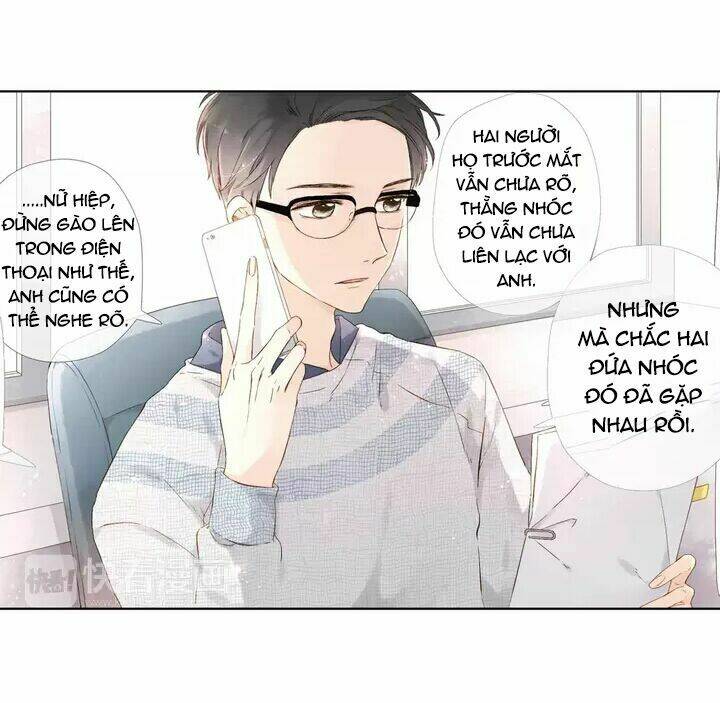 .....NỮ HIỆP,
ĐỪNG GÀO LÊN
TRONG ĐIỆN
THOẠI NHƯ THẾ,
ANH CŨNG CÓ
THỂ NGHE RÕ.
HAI NGƯỜI
HỌ TRƯỚC MẮT
VẪN CHƯA RÕ,
THẰNG NHÓC
ĐÓ VẪN CHƯA
LIÊN LẠC VỚI
ANH.
NHƯNG
MÀ CHẮC HAI
ĐỨA NHÓC
ĐÓ ĐÃ GẶP
NHAU RỒI.
快看! 快看漫画